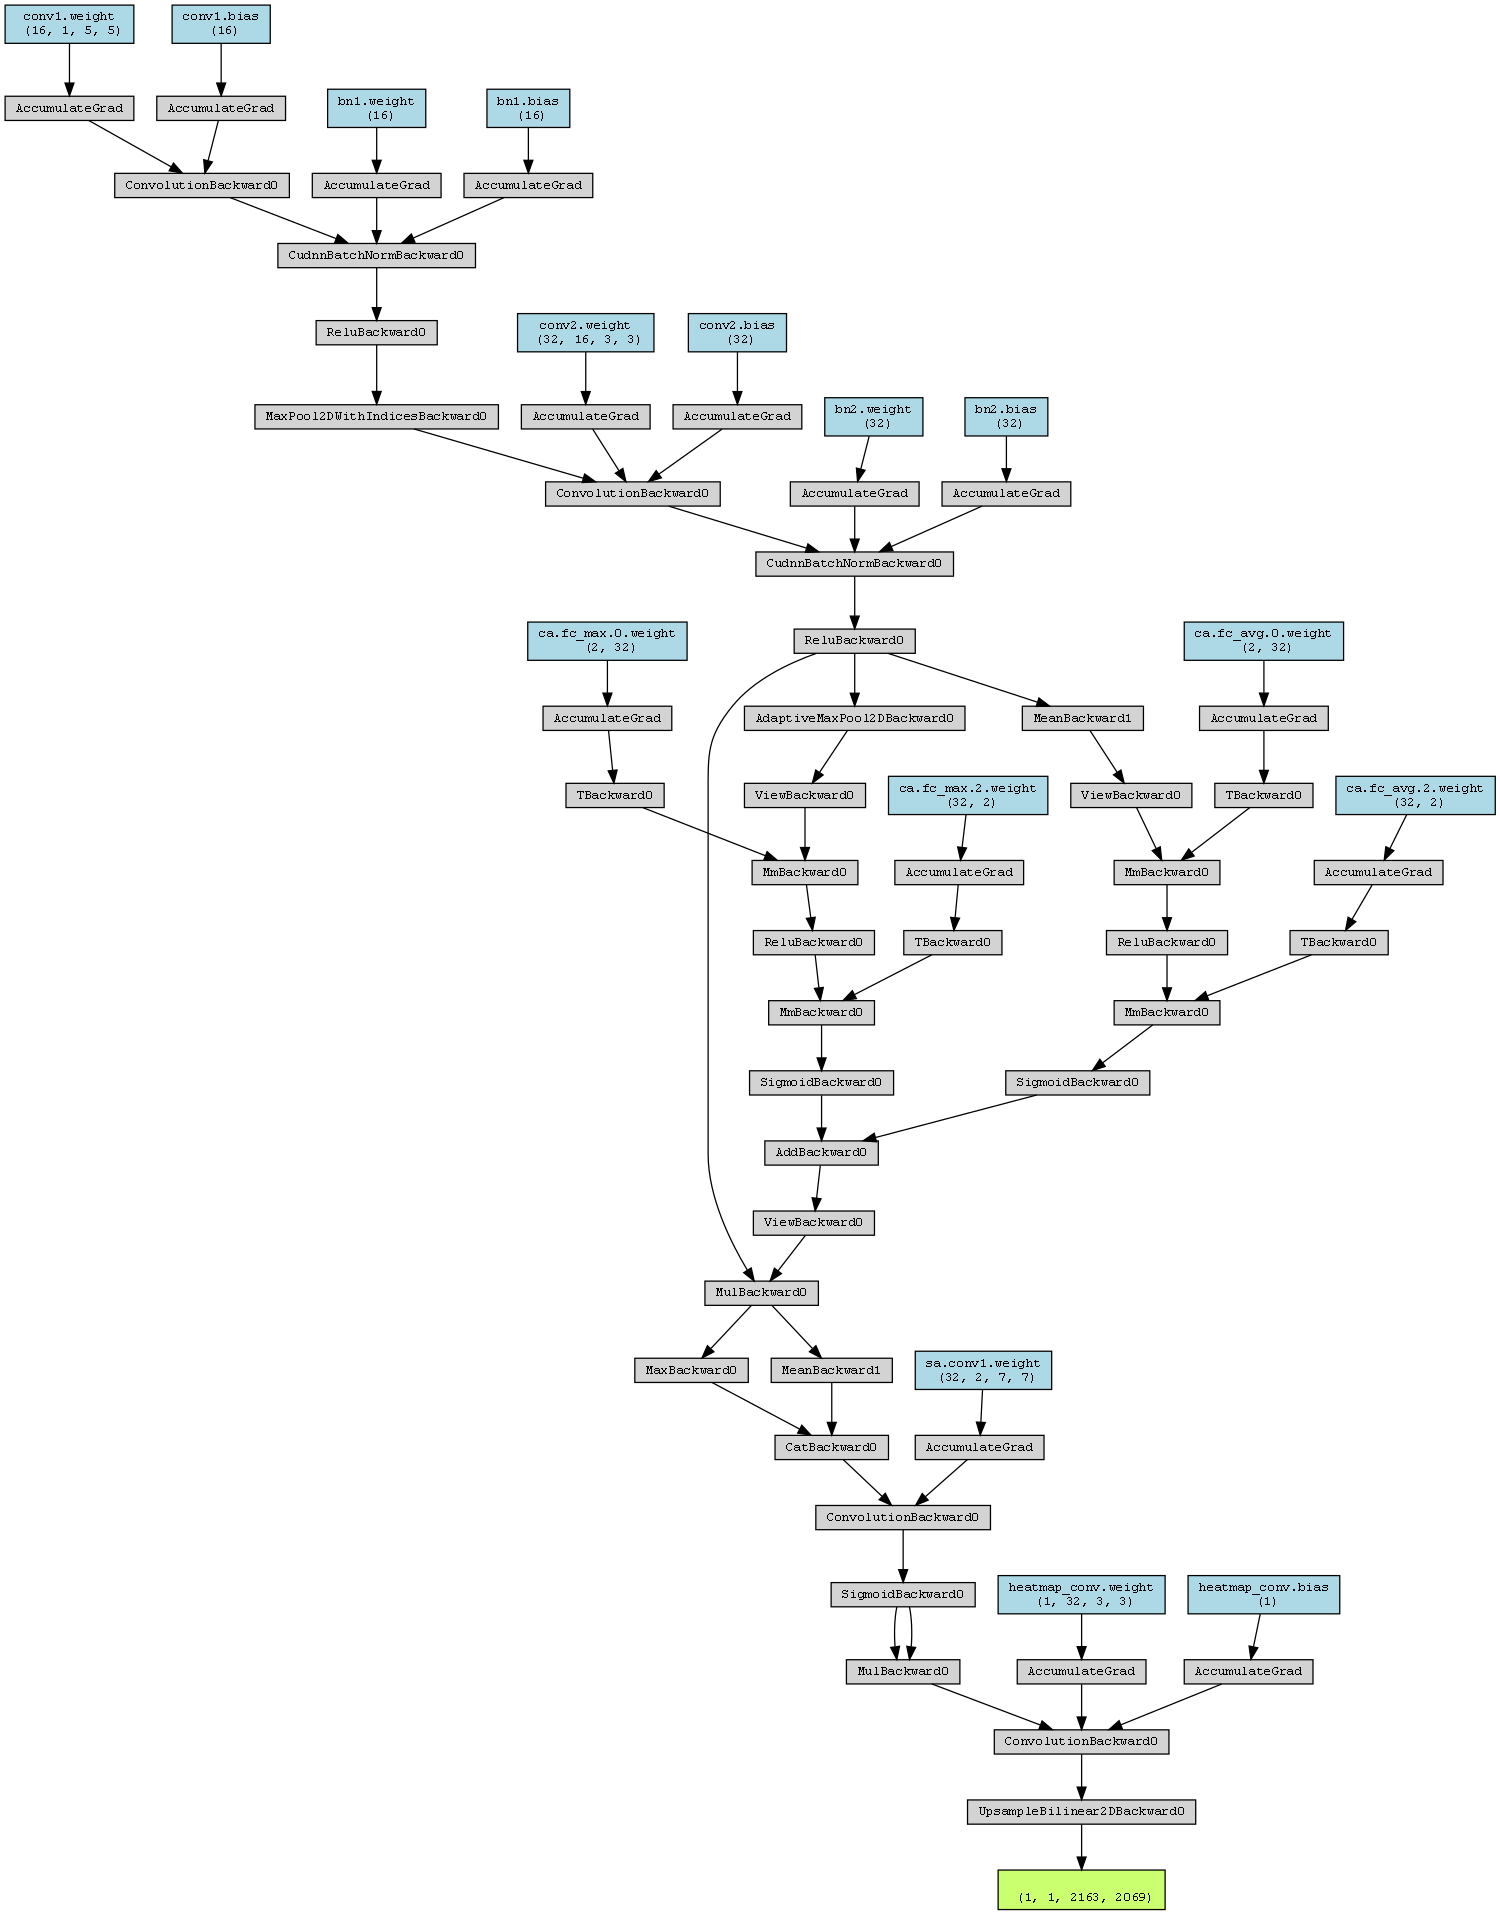 conv1.weight
(16, 1, 5, 5)
conv1.bias
(16)
AccumulateGrad
AccumulateGrad
bn1.weight
(16)
bn1.bias
(16)
ConvolutionBackward0
AccumulateGrad
AccumulateGrad
CudnnBatchNormBackward0
ReluBackward0
conv2.weight
(32, 16, 3, 3)
conv2.bias
(32)
MaxPool2DWithIndicesBackward0
AccumulateGrad
AccumulateGrad
bn2.weight
(32)
bn2.bias
(32)
ConvolutionBackward0
AccumulateGrad
AccumulateGrad
CudnnBatchNormBackward0
ca.fc_max.0.weight
(2, 32)
ReluBackward0
ca.fc_avg.0.weight
(2, 32)
AccumulateGrad
AdaptiveMaxPool2DBackward0
MeanBackward1
AccumulateGrad
TBackward0
ViewBackward0
ca.fc_max.2.weight
(32, 2)
ViewBackward0
TBackward0
ca.fc_avg.2.weight
(32, 2)
MmBackward0
AccumulateGrad
MmBackward0
AccumulateGrad
ReluBackward0
TBackward0
ReluBackward0
TBackward0
MmBackward0
MmBackward0
SigmoidBackward0
SigmoidBackward0
AddBackward0
ViewBackward0
MulBackward0
MaxBackward0
MeanBackward1
sa.conv1.weight
(32, 2, 7, 7)
CatBackward0
AccumulateGrad
ConvolutionBackward0
SigmoidBackward0
heatmap_conv.weight
(1, 32, 3, 3)
heatmap_conv.bias
(1)
MulBackward0
AccumulateGrad
AccumulateGrad
ConvolutionBackward0
UpsampleBilinear2DBackward0
(1, 1, 2163, 2069)